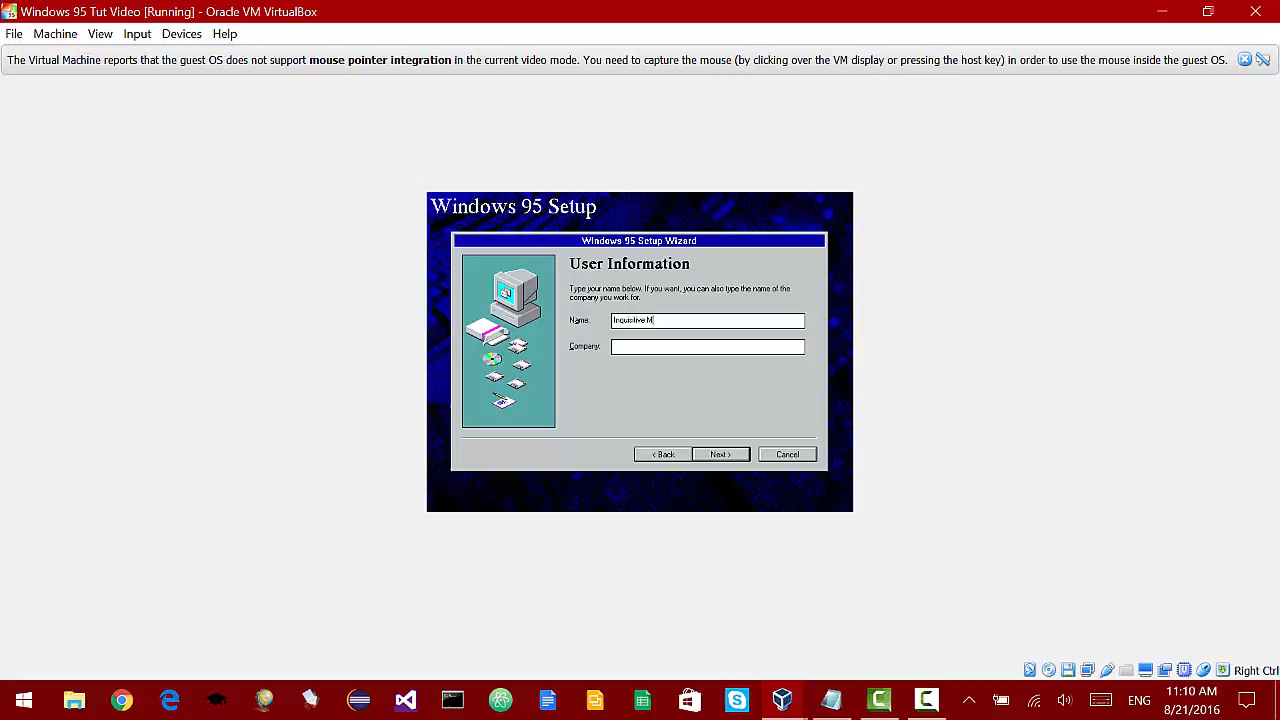 Windows 95 Tut Video [Running] - Oracle VM VirtualBox
File Machine View Input Devices Help
The Virtual Machine reports that the guest OS does not support mouse pointer integration in the current video mode. You need to capture the mouse (by clicking over the VM display or pressing the host key) in order to use the mouse inside the guest OS.
Windows 95 Setup
Windows 95 Setup Wizard
User Information
Type your name below. If you want, you can also type the name of the
company you work for.
Name: Inquisitive M
Company:
< Back Next > Cancel
Right Ctrl
ENG
11:10 AM
8/21/2016